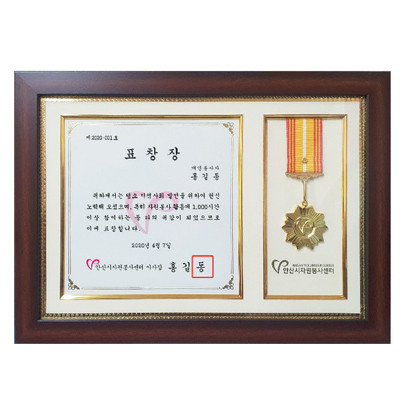 제 2020-001 호
표 창 장
개인봉사자
홍 길 동
귀하께서는 평소 지역사회 발전을 위하여 헌신
노력해 오셨으며, 특히 자원봉사활동에 1,000시간
이상 참여하는 등 타의 귀감이 되었으므로
이에 표창합니다.
2020년 4월 7일
안산시자원봉사센터 이사장 홍 길 동
안산시자원봉사센터